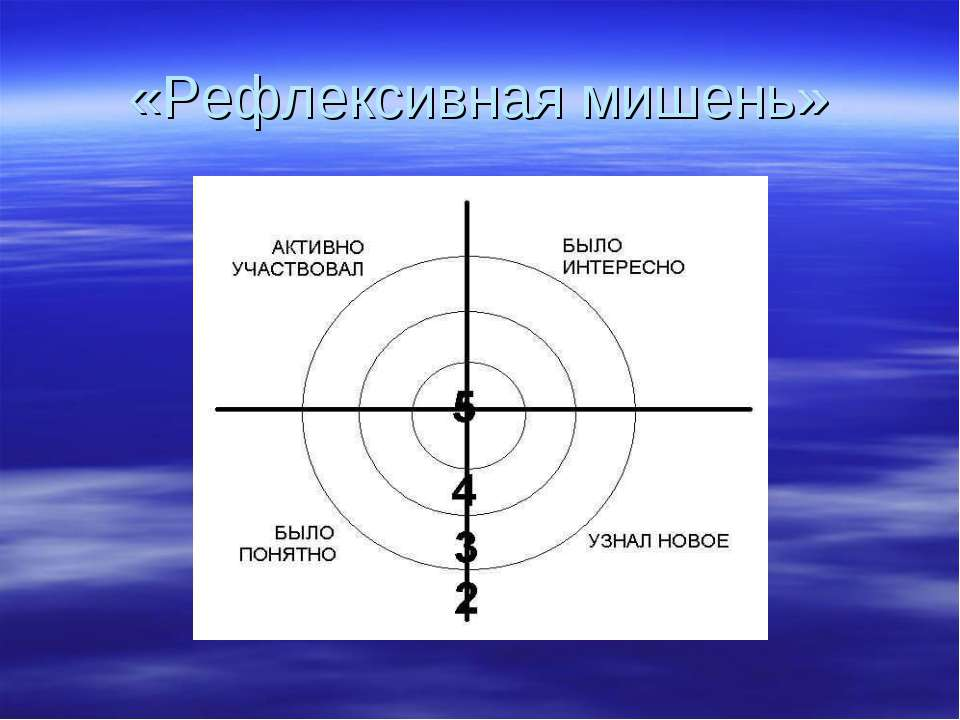 «Рефлексивная мишень»
АКТИВНО
УЧАСТВОВАЛ
БЫЛО
ИНТЕРЕСНО
5
4
3
2
БЫЛО
ПОНЯТНО
УЗНАЛ НОВОЕ